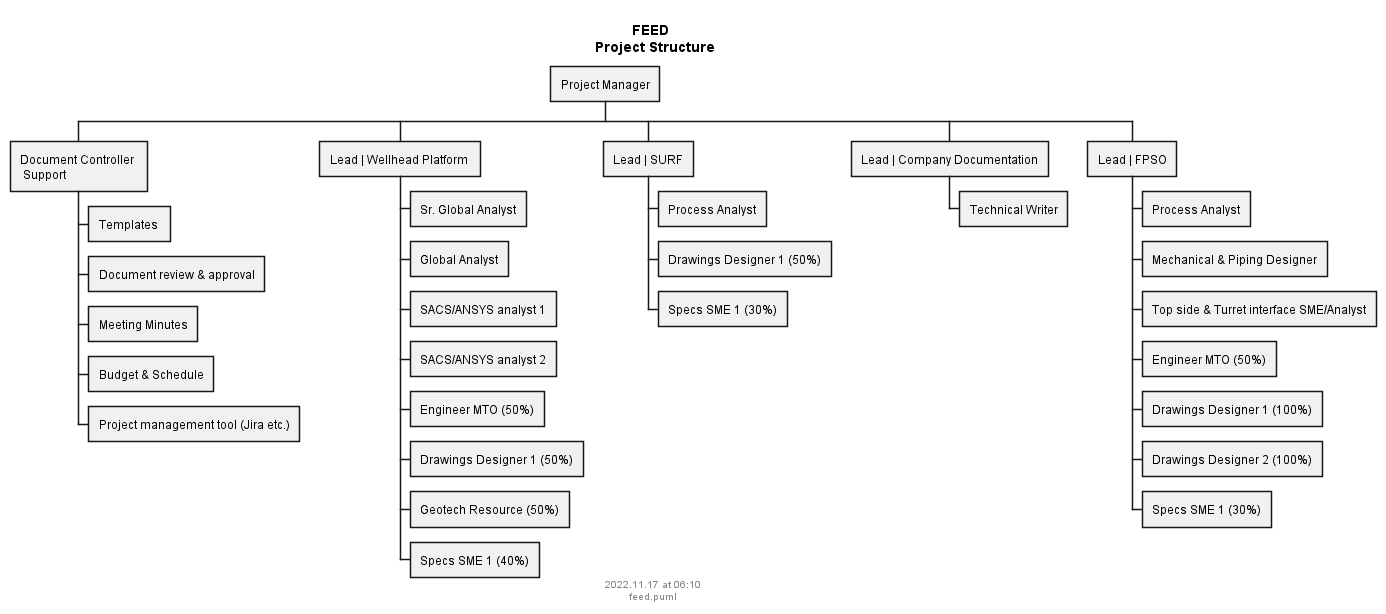 FEED
Project Structure
Project Manager
Document Controller
Support
Templates
Document review & approval
Meeting Minutes
Budget & Schedule
Project management tool (Jira etc.)
Lead | Wellhead Platform
Sr. Global Analyst
Global Analyst
SACS/ANSYS analyst 1
SACS/ANSYS analyst 2
Engineer MTO (50%)
Drawings Designer 1 (50%)
Geotech Resource (50%)
Specs SME 1 (40%)
Lead | SURF
Process Analyst
Drawings Designer 1 (50%)
Specs SME 1 (30%)
Lead | Company Documentation
Technical Writer
Lead | FPSO
Process Analyst
Mechanical & Piping Designer
Top side & Turret interface SME/Analyst
Engineer MTO (50%)
Drawings Designer 1 (100%)
Drawings Designer 2 (100%)
Specs SME 1 (30%)
2022.11.17 at 06:10
feed.puml